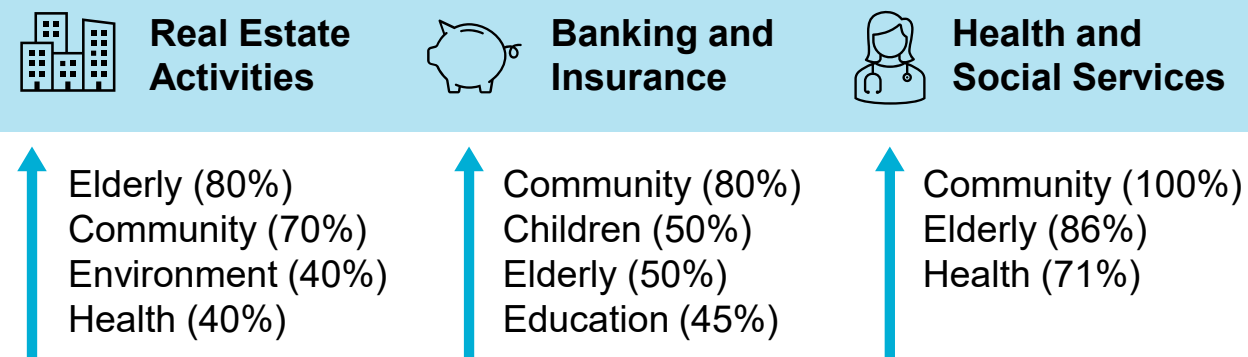 Real Estate
Activities
Elderly (80%)
Community (70%)
Environment (40%)
Health (40%)
Banking and
Insurance
Community (80%)
Children (50%)
Elderly (50%)
Education (45%)
Health and
Social Services
Community (100%)
Elderly (86%)
Health (71%)